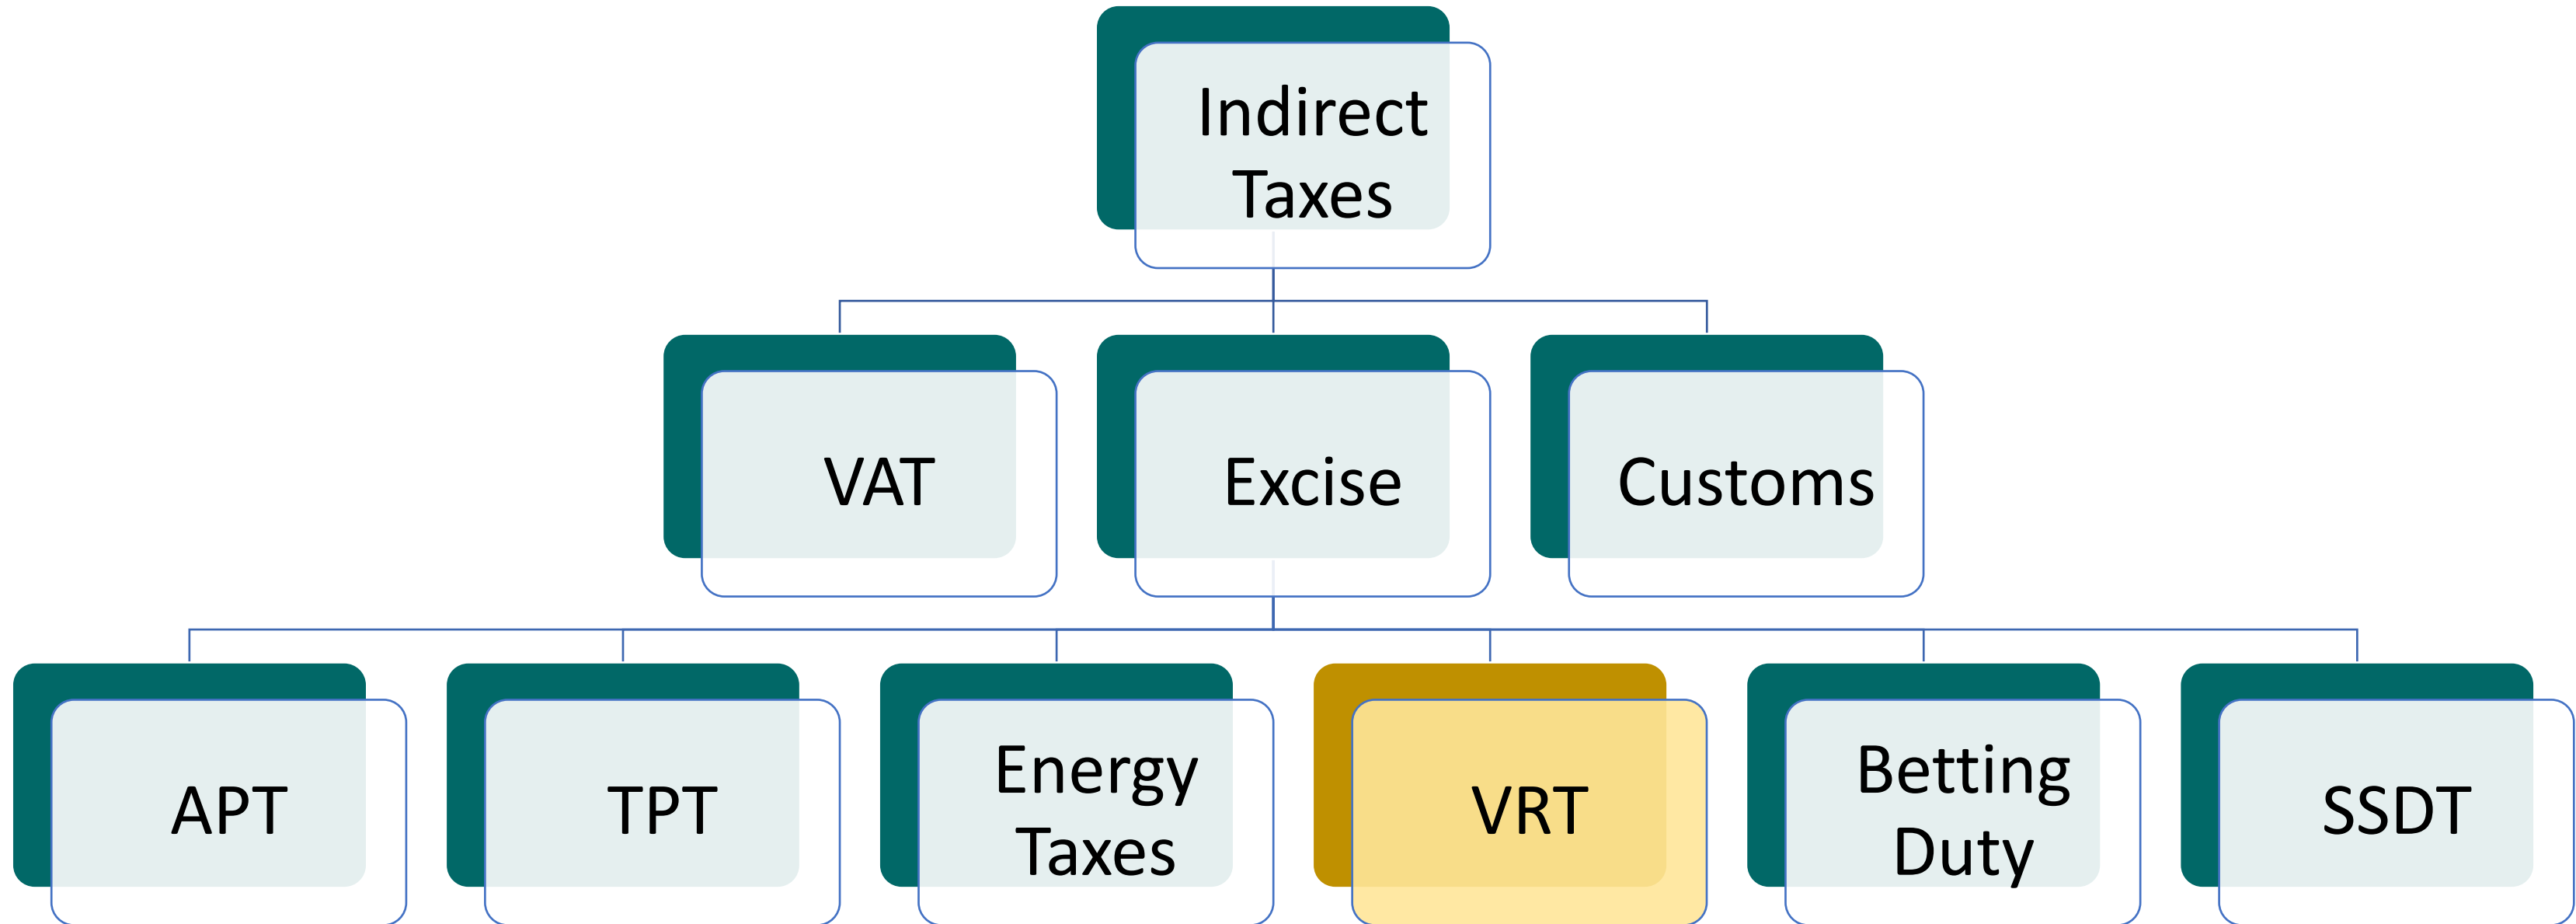 Indirect
Taxes
VAT
Excise
Customs
APT
TPT
Energy
Taxes
VRT
Betting
Duty
SSDT